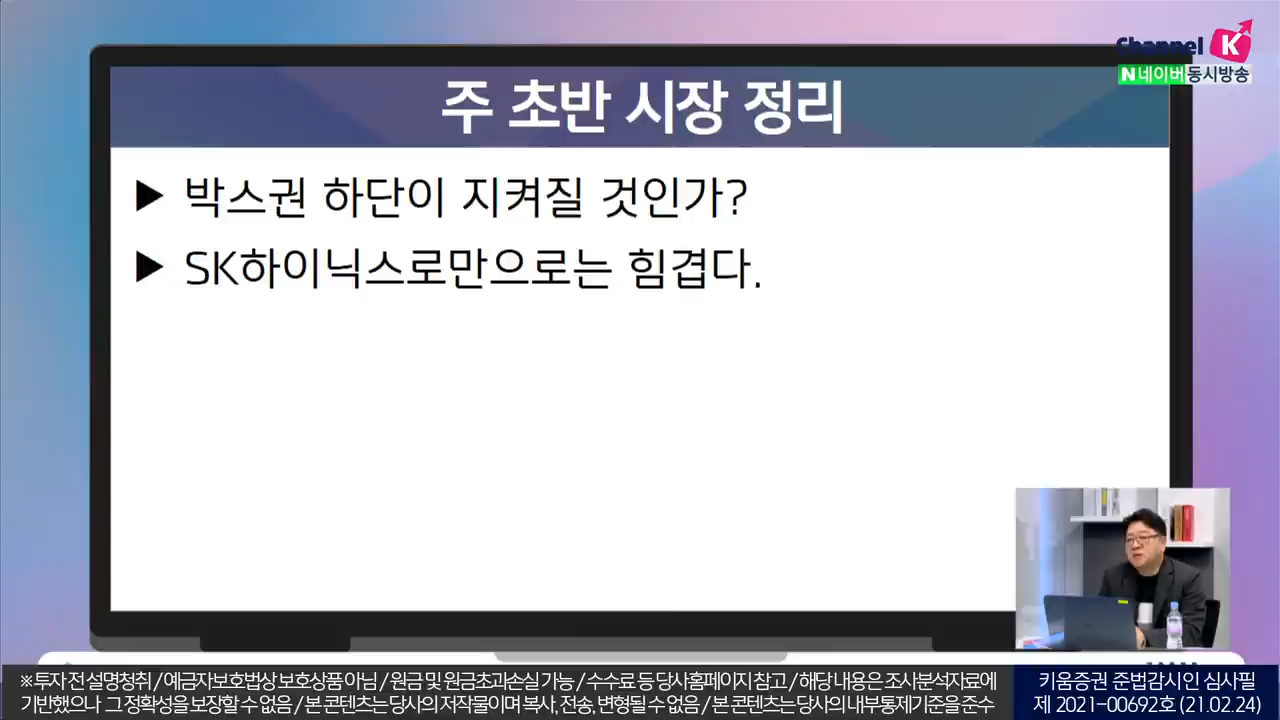 Channel K
N 네이버 동시방송
주 초반 시장 정리
▶ 박스권 하단이 지켜질 것인가?
▶ SK하이닉스로만으로는 힘겹다.
※ 투자 전 설명청취 / 예금자보호법상 보호상품 아님 / 원금 및 원금초과손실 가능 / 수수료 등 당사홈페이지 참고 / 해당 내용은 조사분석자료에
기반했으나 그 정확성을 보장할 수 없음 / 본 콘텐츠는 당사의 저작물이며 복사, 전송, 변형될 수 없음 / 본 콘텐츠는 당사의 내부통제기준을 준수
키움증권 준법감시인 심사필
제 2021-00692호 (21.02.24)